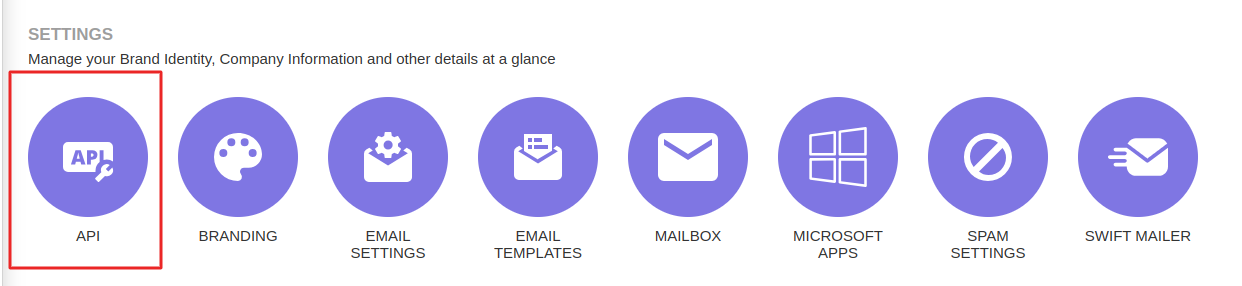 SETTINGS
Manage your Brand Identity, Company Information and other details at a glance
API
API
BRANDING
EMAIL
SETTINGS
EMAIL
TEMPLATES
MAILBOX
MICROSOFT
APPS
SPAM
SETTINGS
SWIFT MAILER